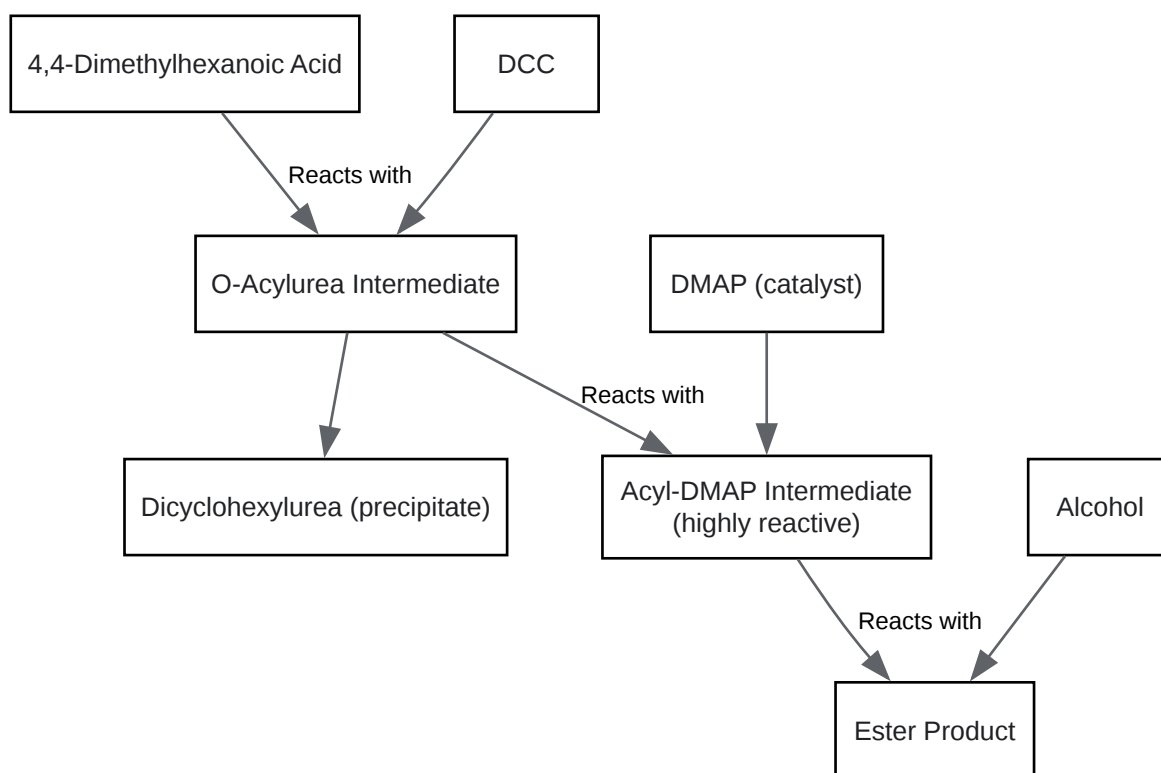 4,4-Dimethylhexanoic Acid
DCC
Reacts with
O-Acylurea Intermediate
DMAP (catalyst)
Reacts with
Dicyclohexylurea (precipitate)
Acyl-DMAP Intermediate
(highly reactive)
Alcohol
Reacts with
Ester Product